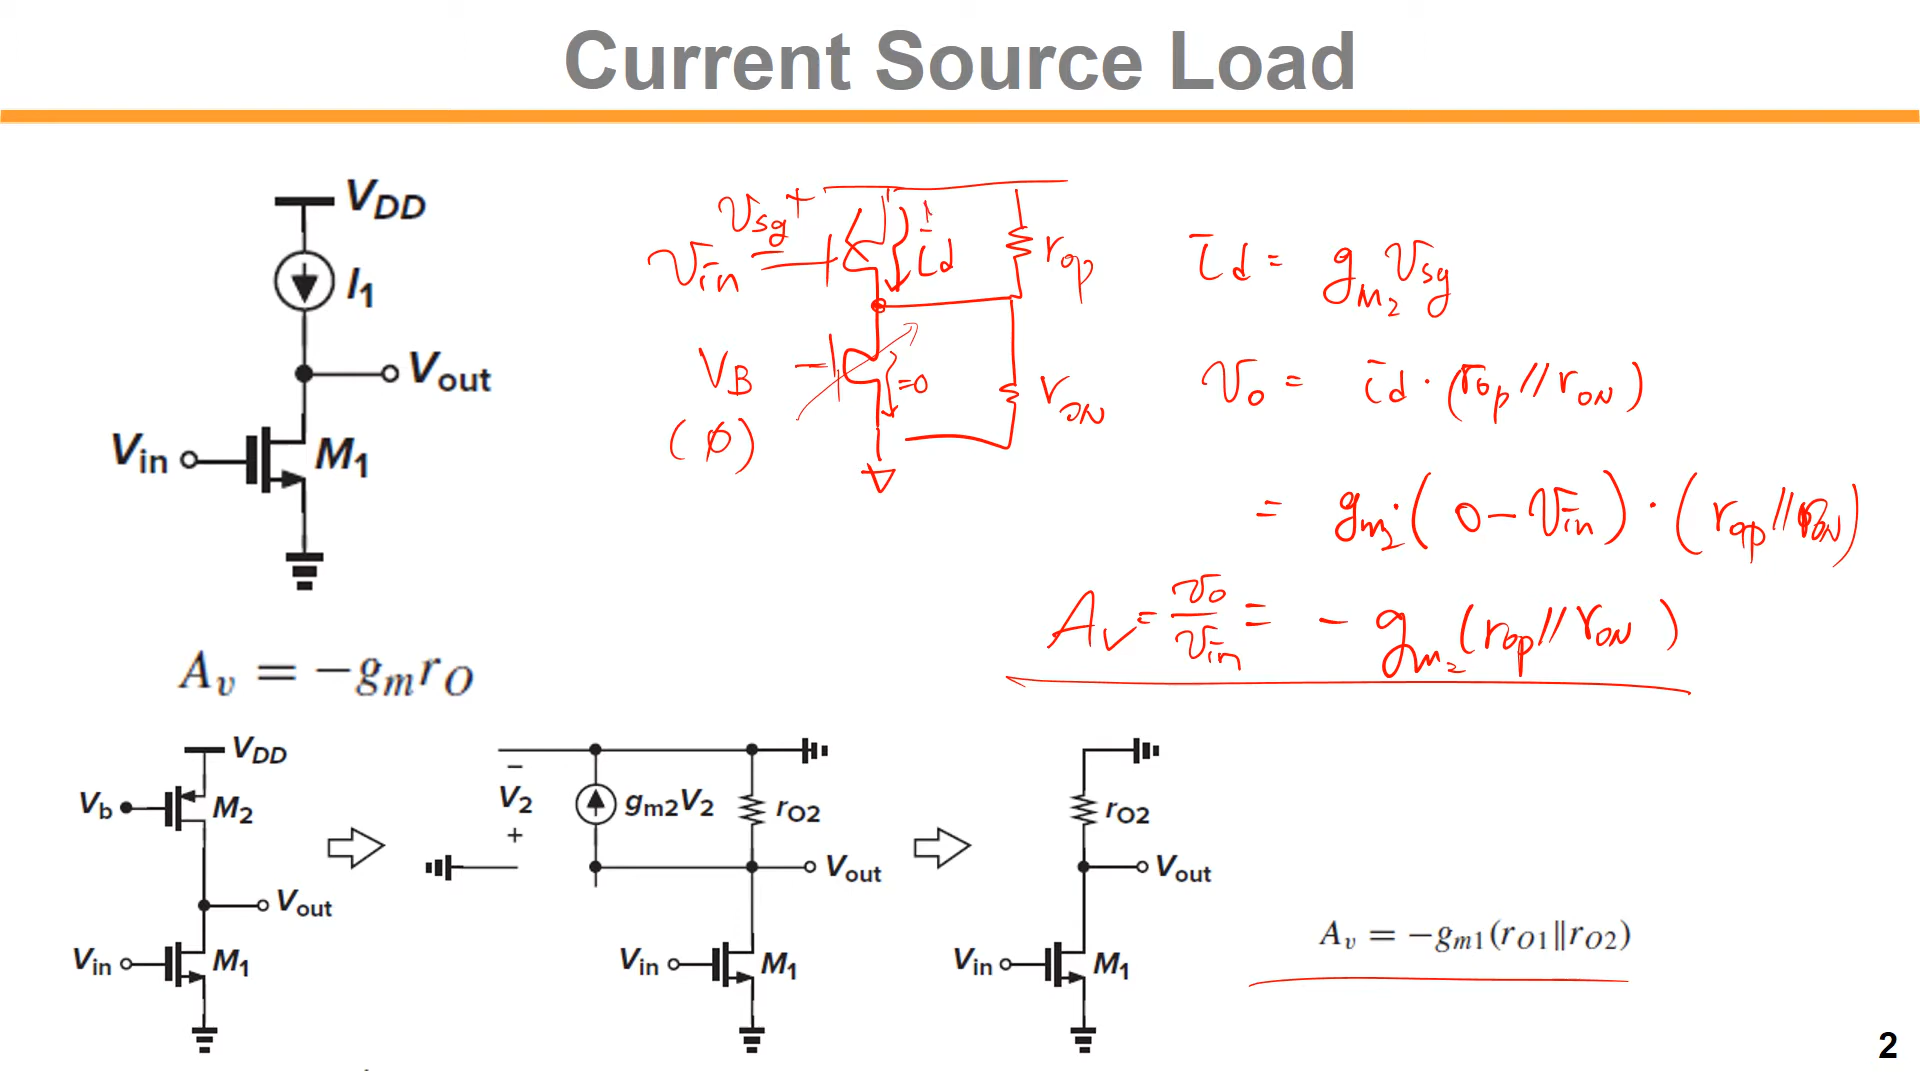 Current Source Load
VDD
I1
Vout
Vin
M1
Av = −gmrO
Vsg +
Vin
id
rop
VB
=0
(0)
roN
id = gm2 Vsg
Vo = id · (rop // roN)
= gm2 · (0 − Vin) · (rop // roN)
Av = vo/vin = − gm2 (rop // roN)
VDD
Vb
M2
Vout
Vin
M1
−
V2
+
gm2V2
rO2
Vout
Vin
M1
rO2
Vout
Vin
M1
Av = −gm1(rO1||rO2)
2